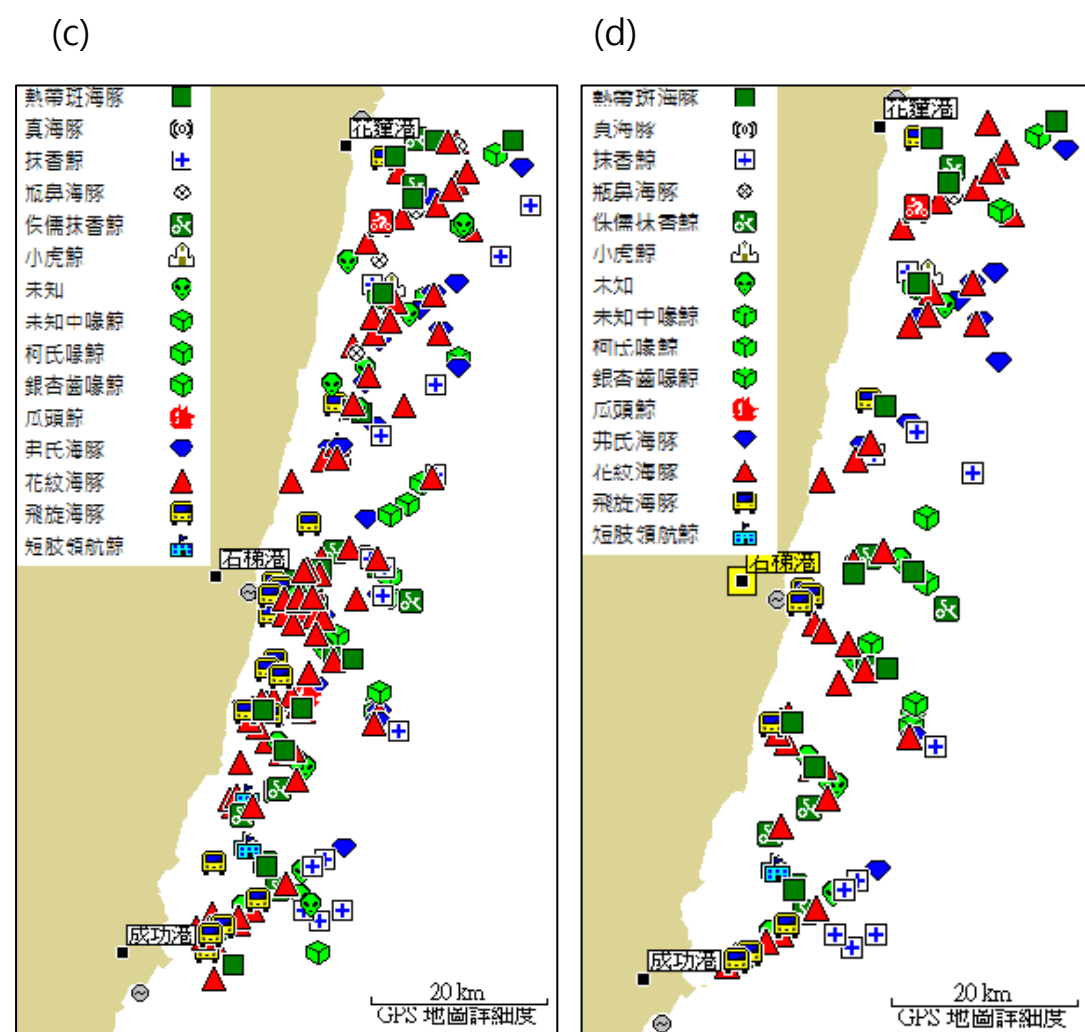 (c)
(d)
熱帶斑海豚
真海豚
抹香鯨
瓶鼻海豚
侏儒抹香鯨
小虎鯨
未知
未知中喙鯨
柯氏喙鯨
銀杏齒喙鯨
瓜頭鯨
弗氏海豚
花紋海豚
飛旋海豚
短肢領航鯨
花蓮港
石梯港
成功港
20 km
GPS 地圖詳細度
熱帶斑海豚
真海豚
抹香鯨
瓶鼻海豚
侏儒抹香鯨
小虎鯨
未知
未知中喙鯨
柯氏喙鯨
銀杏齒喙鯨
瓜頭鯨
弗氏海豚
花紋海豚
飛旋海豚
短肢領航鯨
花蓮港
石梯港
成功港
20 km
GPS 地圖詳細度